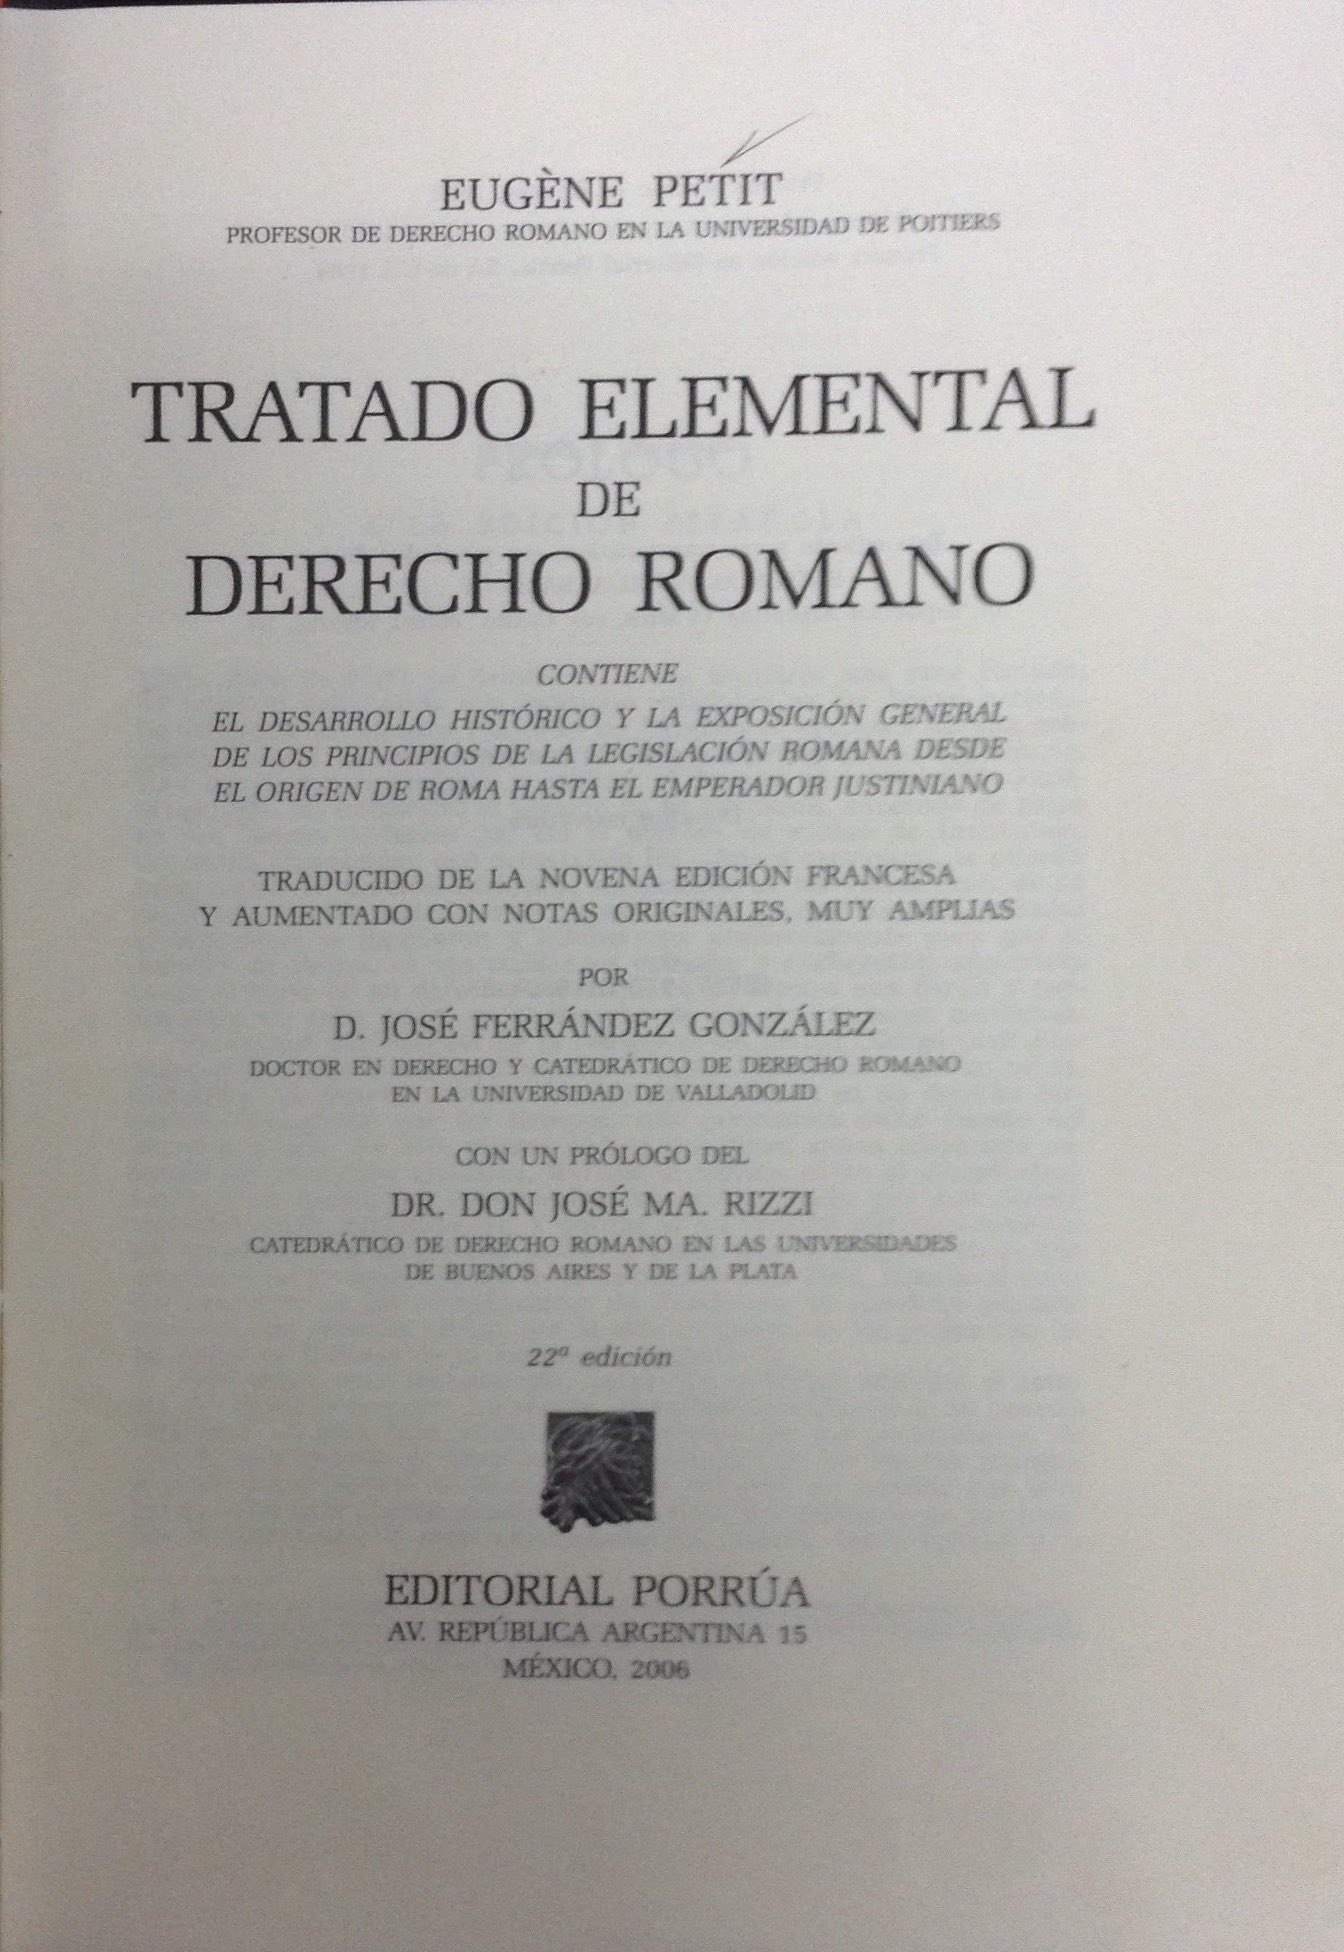 EUGÈNE PETIT
PROFESOR DE DERECHO ROMANO EN LA UNIVERSIDAD DE POITIERS
TRATADO ELEMENTAL
DE
DERECHO ROMANO
CONTIENE
EL DESARROLLO HISTÓRICO Y LA EXPOSICIÓN GENERAL
DE LOS PRINCIPIOS DE LA LEGISLACIÓN ROMANA DESDE
EL ORIGEN DE ROMA HASTA EL EMPERADOR JUSTINIANO
TRADUCIDO DE LA NOVENA EDICIÓN FRANCESA
Y AUMENTADO CON NOTAS ORIGINALES, MUY AMPLIAS
POR
D. JOSÉ FERRÁNDEZ GONZÁLEZ
DOCTOR EN DERECHO Y CATEDRÁTICO DE DERECHO ROMANO
EN LA UNIVERSIDAD DE VALLADOLID
CON UN PRÓLOGO DEL
DR. DON JOSÉ MA. RIZZI
CATEDRÁTICO DE DERECHO ROMANO EN LAS UNIVERSIDADES
DE BUENOS AIRES Y DE LA PLATA
22ª edición
EDITORIAL PORRÚA
AV. REPÚBLICA ARGENTINA 15
MÉXICO, 2006